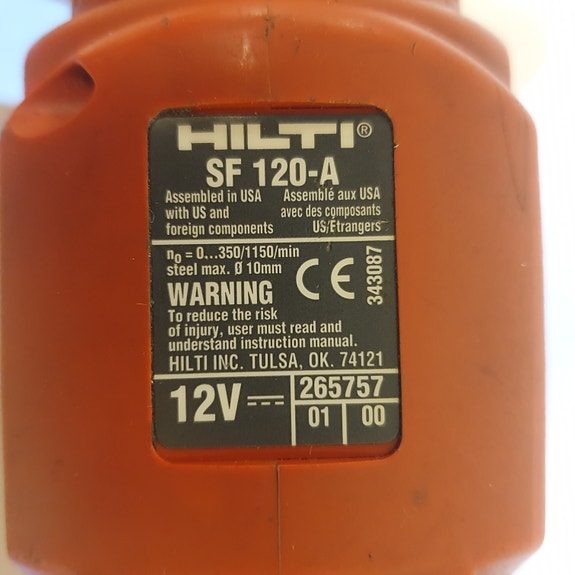 HILTI®
SF 120-A
Assembled in USA
with US and
foreign components
Assemblé aux USA
avec des composants
US/Etrangers
n₀ = 0...350/1150/min
steel max. Ø 10mm
CE
343087
WARNING
To reduce the risk
of injury, user must read and
understand instruction manual.
HILTI INC. TULSA, OK. 74121
12V
265757
01 00